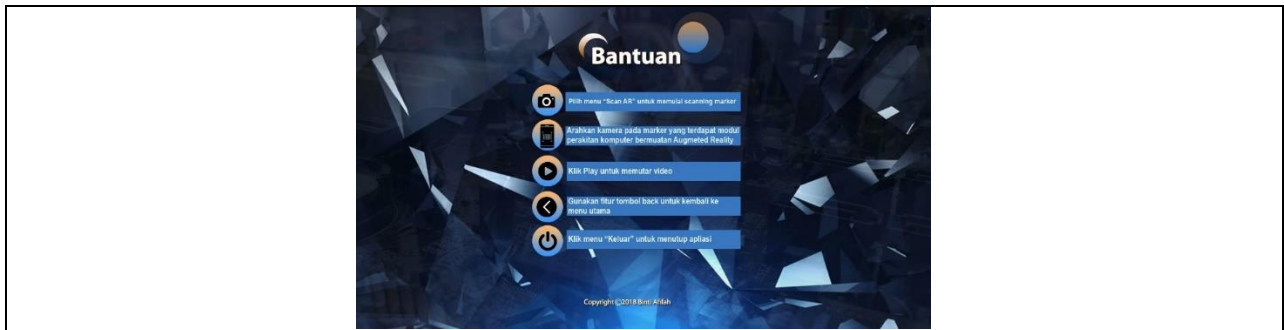 Bantuan
Pilih menu "Scan AR" untuk memulai scanning marker
Arahkan kamera pada marker yang terdapat modul
perakitan komputer bermuatan Augmeted Reality
Klik Play untuk memutar video
Gunakan fitur tombol back untuk kembali ke
menu utama
Klik menu "Keluar" untuk menutup apliasi
Copyright ©2018 Binti Afifah